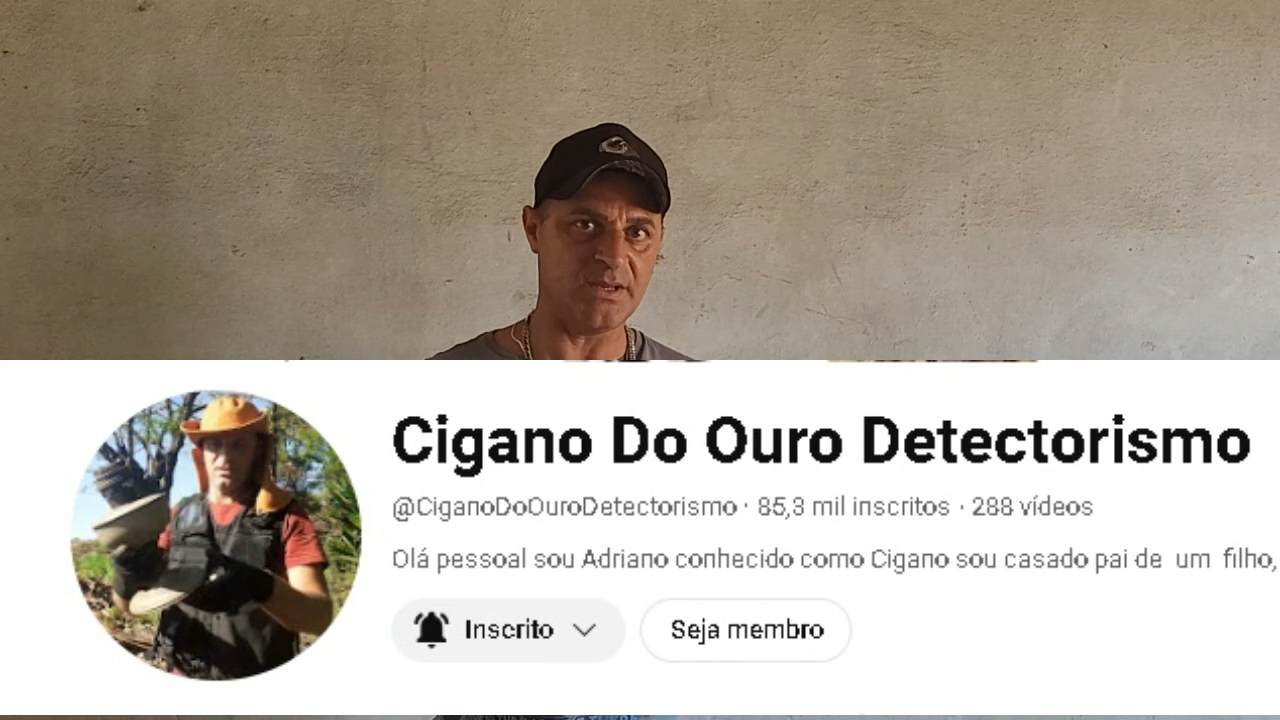 Cigano Do Ouro Detectorismo
@CiganoDoOuroDetectorismo · 85,3 mil inscritos · 288 vídeos
Olá pessoal sou Adriano conhecido como Cigano sou casado pai de um filho,
Inscrito
Seja membro